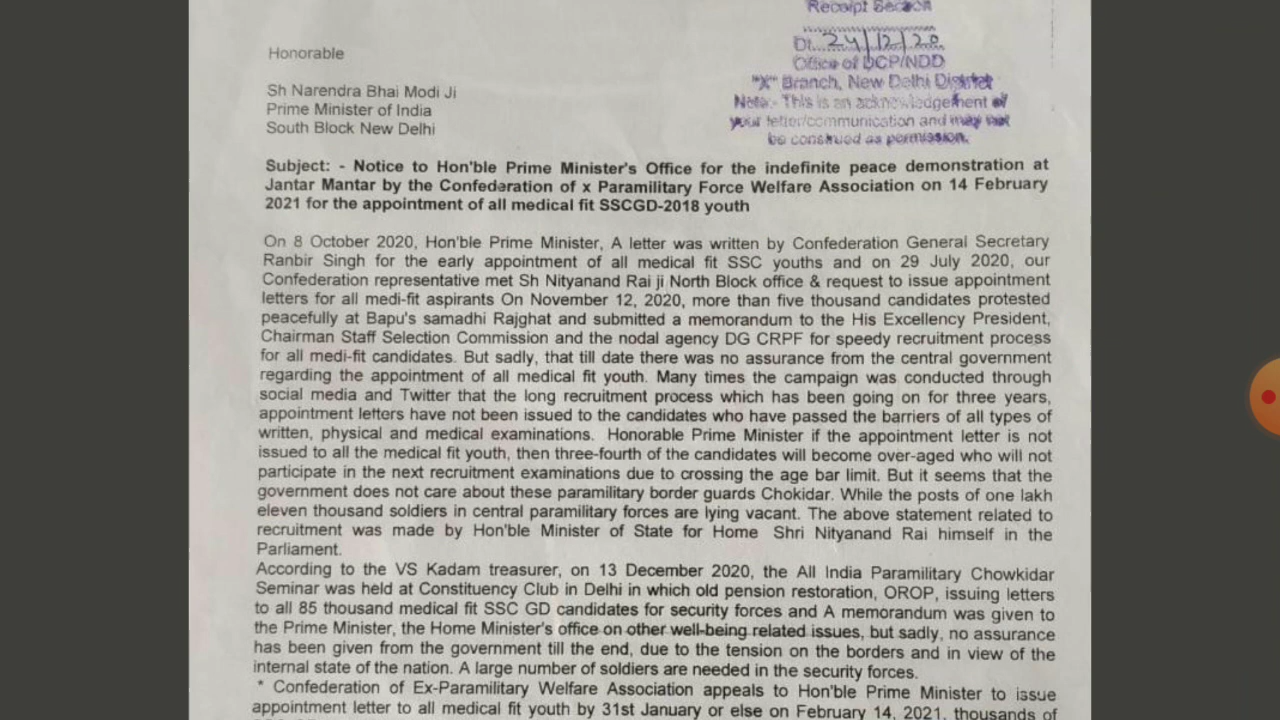 Receipt Section
Dt...24/12/20
Office of DCP/NDD
"X" Branch, New Delhi District
Note:- This is an acknowledgement of
your letter/communication and may not
be construed as permission.
Honorable
Sh Narendra Bhai Modi Ji
Prime Minister of India
South Block New Delhi
Subject: - Notice to Hon'ble Prime Minister's Office for the indefinite peace demonstration at
Jantar Mantar by the Confederation of x Paramilitary Force Welfare Association on 14 February
2021 for the appointment of all medical fit SSCGD-2018 youth
On 8 October 2020, Hon'ble Prime Minister, A letter was written by Confederation General Secretary
Ranbir Singh for the early appointment of all medical fit SSC youths and on 29 July 2020, our
Confederation representative met Sh Nityanand Rai ji North Block office & request to issue appointment
letters for all medi-fit aspirants On November 12, 2020, more than five thousand candidates protested
peacefully at Bapu's samadhi Rajghat and submitted a memorandum to the His Excellency President,
Chairman Staff Selection Commission and the nodal agency DG CRPF for speedy recruitment process
for all medi-fit candidates. But sadly, that till date there was no assurance from the central government
regarding the appointment of all medical fit youth. Many times the campaign was conducted through
social media and Twitter that the long recruitment process which has been going on for three years,
appointment letters have not been issued to the candidates who have passed the barriers of all types of
written, physical and medical examinations. Honorable Prime Minister if the appointment letter is not
issued to all the medical fit youth, then three-fourth of the candidates will become over-aged who will not
participate in the next recruitment examinations due to crossing the age bar limit. But it seems that the
government does not care about these paramilitary border guards Chokidar. While the posts of one lakh
eleven thousand soldiers in central paramilitary forces are lying vacant. The above statement related to
recruitment was made by Hon'ble Minister of State for Home Shri Nityanand Rai himself in the
Parliament.
According to the VS Kadam treasurer, on 13 December 2020, the All India Paramilitary Chowkidar
Seminar was held at Constituency Club in Delhi in which old pension restoration, OROP, issuing letters
to all 85 thousand medical fit SSC GD candidates for security forces and A memorandum was given to
the Prime Minister, the Home Minister's office on other well-being related issues, but sadly, no assurance
has been given from the government till the end, due to the tension on the borders and in view of the
internal state of the nation. A large number of soldiers are needed in the security forces.
* Confederation of Ex-Paramilitary Welfare Association appeals to Hon'ble Prime Minister to issue
appointment letter to all medical fit youth by 31st January or else on February 14, 2021, thousands of